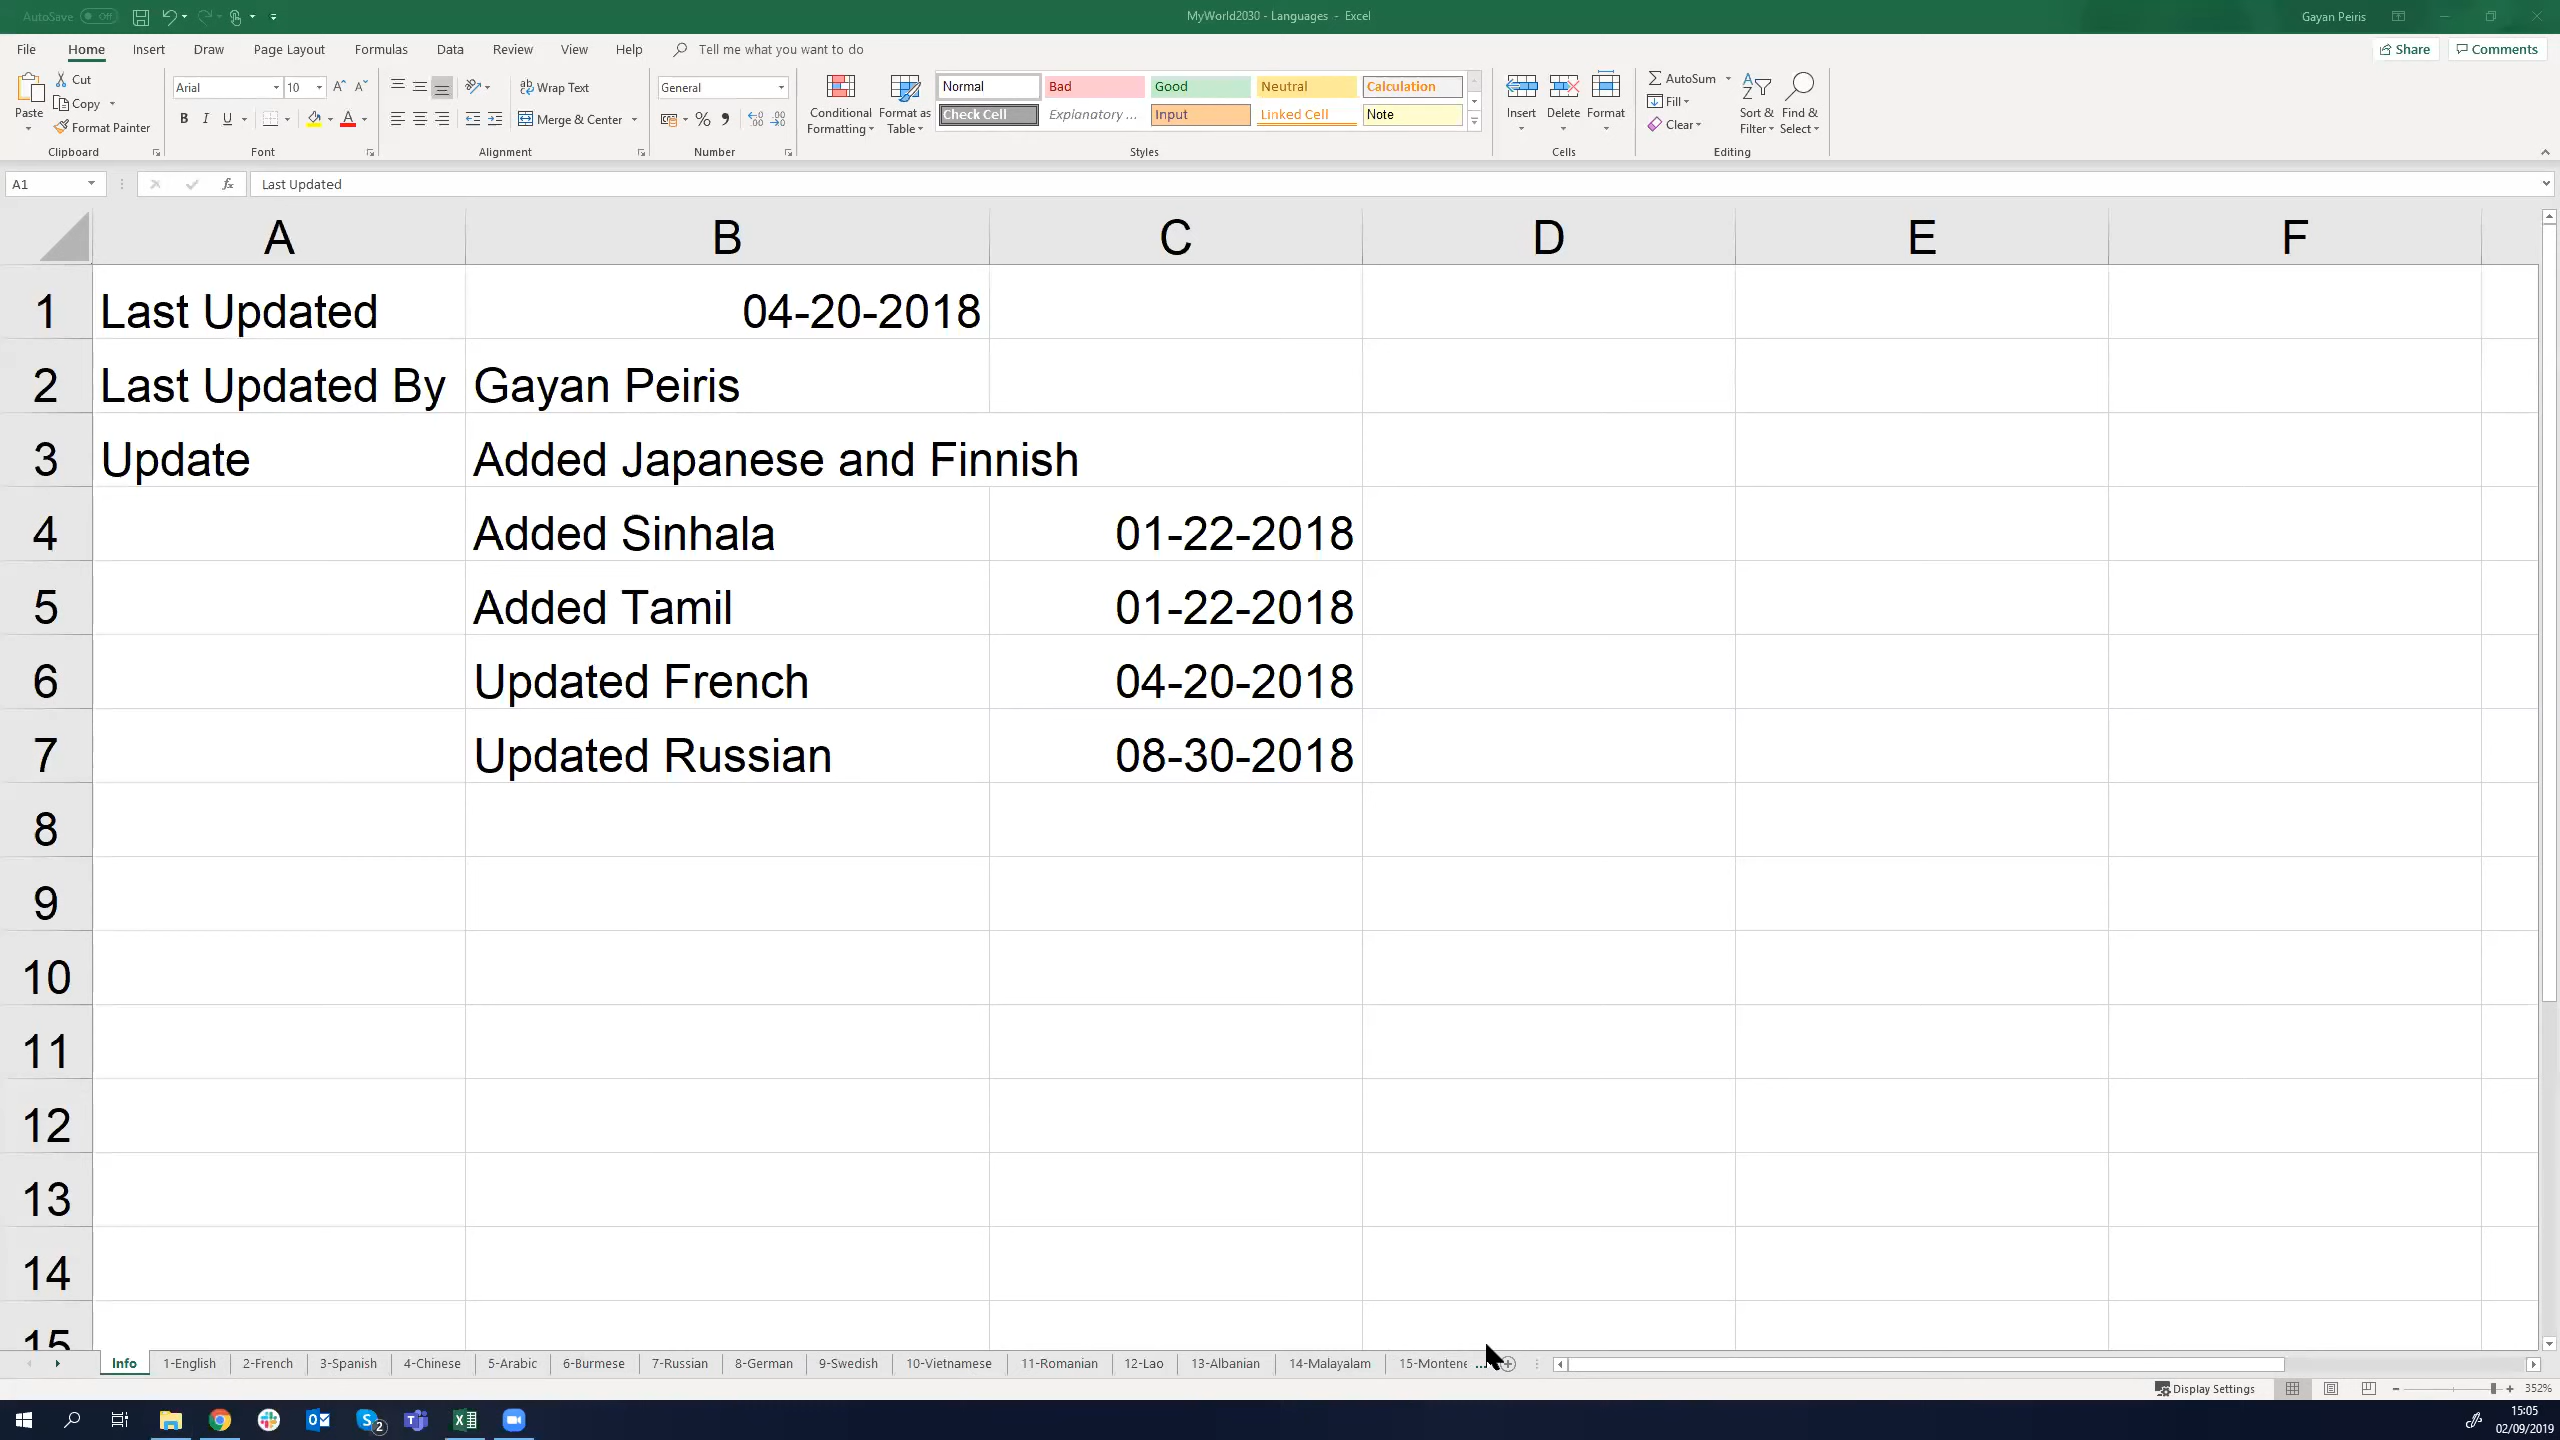 AutoSave Off
MyWorld2030 - Languages - Excel
Gayan Peiris
File Home Insert Draw Page Layout Formulas Data Review View Help Tell me what you want to do
Share Comments
Paste
Cut
Copy
Format Painter
Clipboard
Arial 10
B I U
Font
Wrap Text
Merge & Center
Alignment
General
Number
Conditional Formatting
Format as Table
Normal Bad Good Neutral Calculation
Check Cell Explanatory ... Input Linked Cell Note
Styles
Insert Delete Format
Cells
AutoSum
Fill
Clear
Sort & Filter
Find & Select
Editing
A1 fx Last Updated
A B C D E F
1 Last Updated 04-20-2018
2 Last Updated By Gayan Peiris
3 Update Added Japanese and Finnish
4 Added Sinhala 01-22-2018
5 Added Tamil 01-22-2018
6 Updated French 04-20-2018
7 Updated Russian 08-30-2018
8
9
10
11
12
13
14
15
Info 1-English 2-French 3-Spanish 4-Chinese 5-Arabic 6-Burmese 7-Russian 8-German 9-Swedish 10-Vietnamese 11-Romanian 12-Lao 13-Albanian 14-Malayalam 15-Montene ...
Display Settings 352%
15:05
02/09/2019